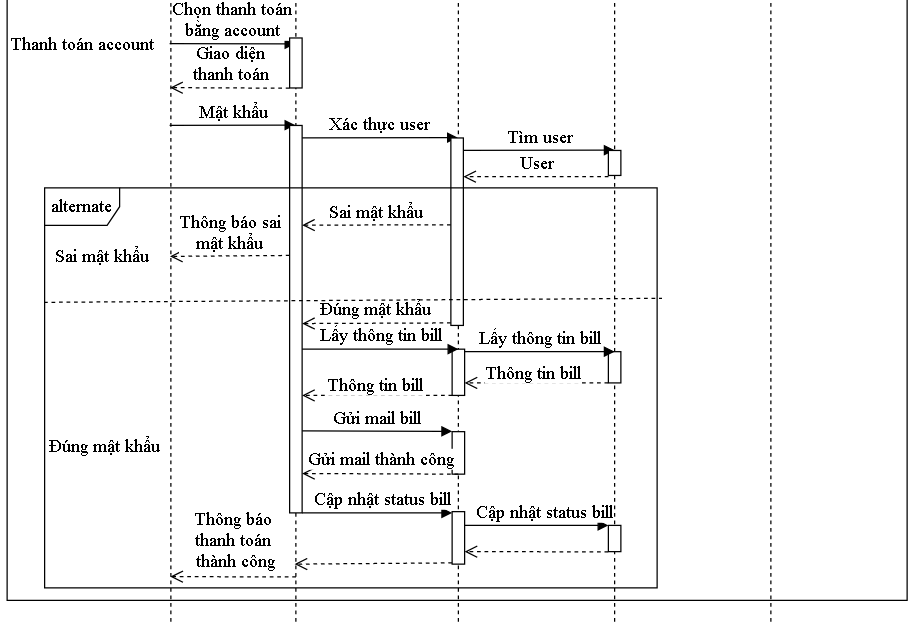 Chọn thanh toán
bằng account
Thanh toán account
Giao diện
thanh toán
Mật khẩu
Xác thực user
Tìm user
User
alternate
Sai mật khẩu
Thông báo sai
mật khẩu
Sai mật khẩu
Đúng mật khẩu
Lấy thông tin bill
Lấy thông tin bill
Thông tin bill
Thông tin bill
Gửi mail bill
Đúng mật khẩu
Gửi mail thành công
Cập nhật status bill
Cập nhật status bill
Thông báo
thanh toán
thành công